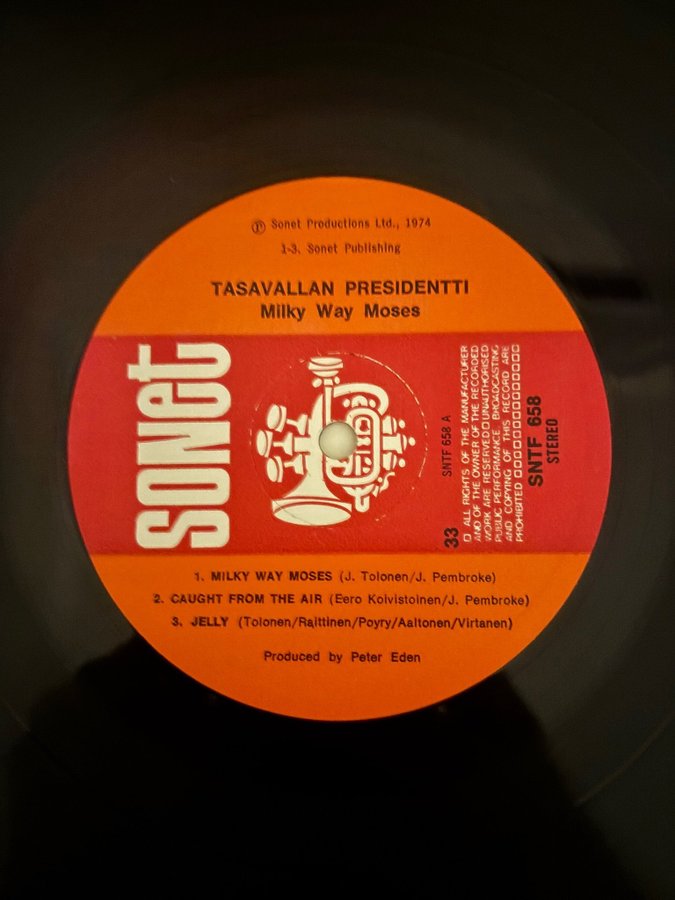 ℗ Sonet Productions Ltd., 1974
1-3. Sonet Publishing
TASAVALLAN PRESIDENTTI
Milky Way Moses
sonet
SNTF 658 A
33
□ ALL RIGHTS OF THE MANUFACTURER
AND OF THE OWNER OF THE RECORDED
WORK ARE RESERVED□UNAUTHORISED
PUBLIC PERFORMANCE, BROADCASTING
AND COPYING OF THIS RECORD ARE
PROHIBITED □□□□□□□□□□□□□
SNTF 658
STEREO
1. MILKY WAY MOSES (J. Tolonen/J. Pembroke)
2. CAUGHT FROM THE AIR (Eero Koivistoinen/J. Pembroke)
3. JELLY (Tolonen/Raittinen/Poyry/Aaltonen/Virtanen)
Produced by Peter Eden